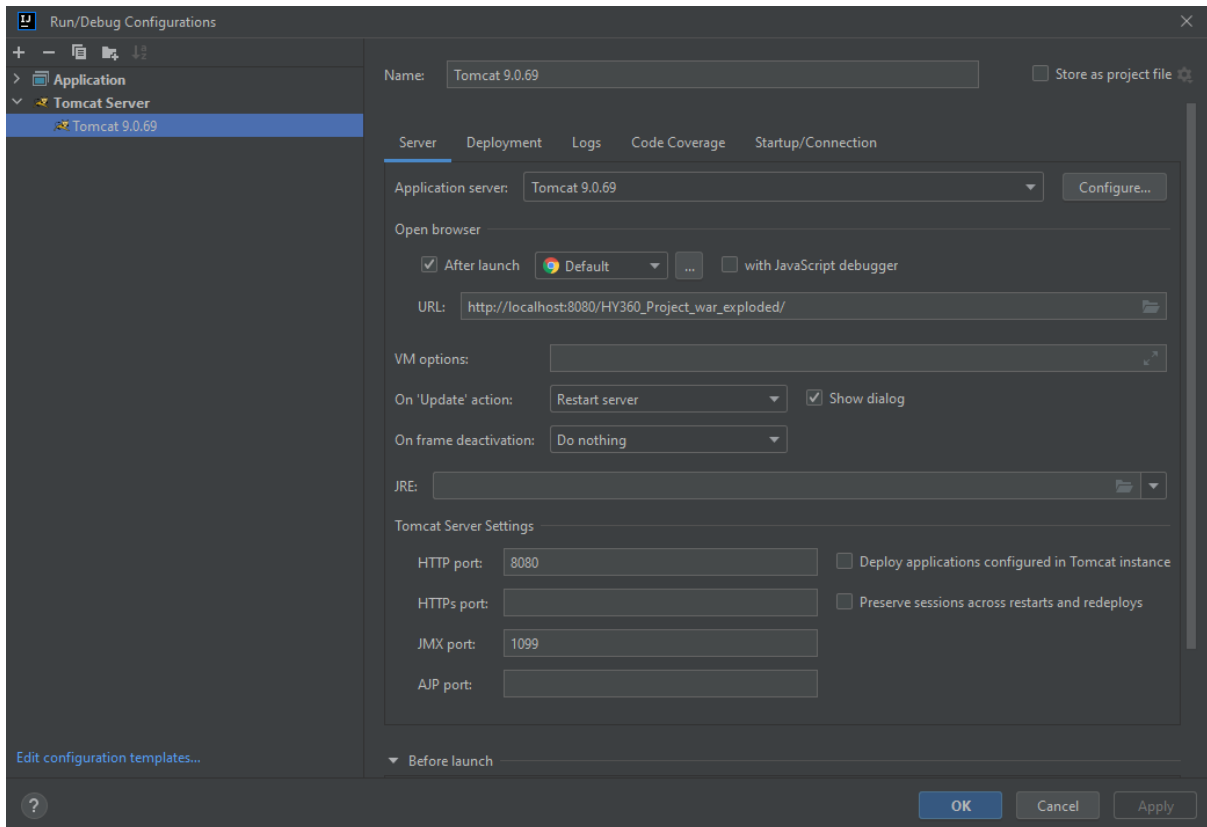 Run/Debug Configurations
Application
Tomcat Server
Tomcat 9.0.69
Edit configuration templates...
Name: Tomcat 9.0.69 Store as project file
Server Deployment Logs Code Coverage Startup/Connection
Application server: Tomcat 9.0.69 Configure...
Open browser
After launch Default ... with JavaScript debugger
URL: http://localhost:8080/HY360_Project_war_exploded/
VM options:
On 'Update' action: Restart server Show dialog
On frame deactivation: Do nothing
JRE:
Tomcat Server Settings
HTTP port: 8080 Deploy applications configured in Tomcat instance
HTTPs port: Preserve sessions across restarts and redeploys
JMX port: 1099
AJP port:
Before launch
? OK Cancel Apply